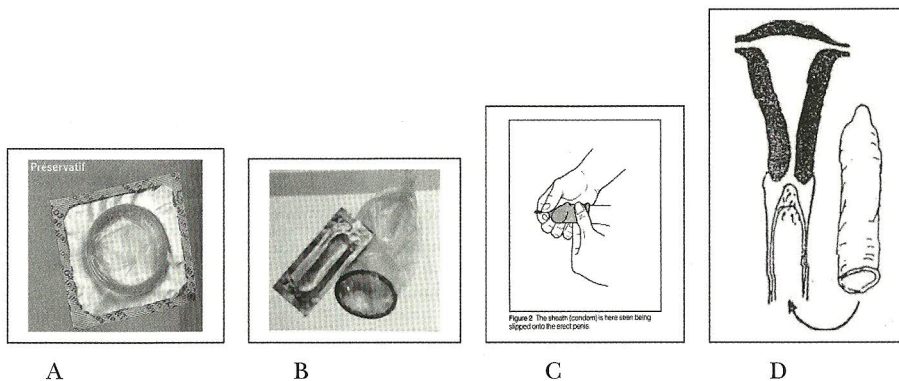 Préservatif
Figure 2 The sheath (condom) is here seen being
slipped onto the erect penis.
A
B
C
D